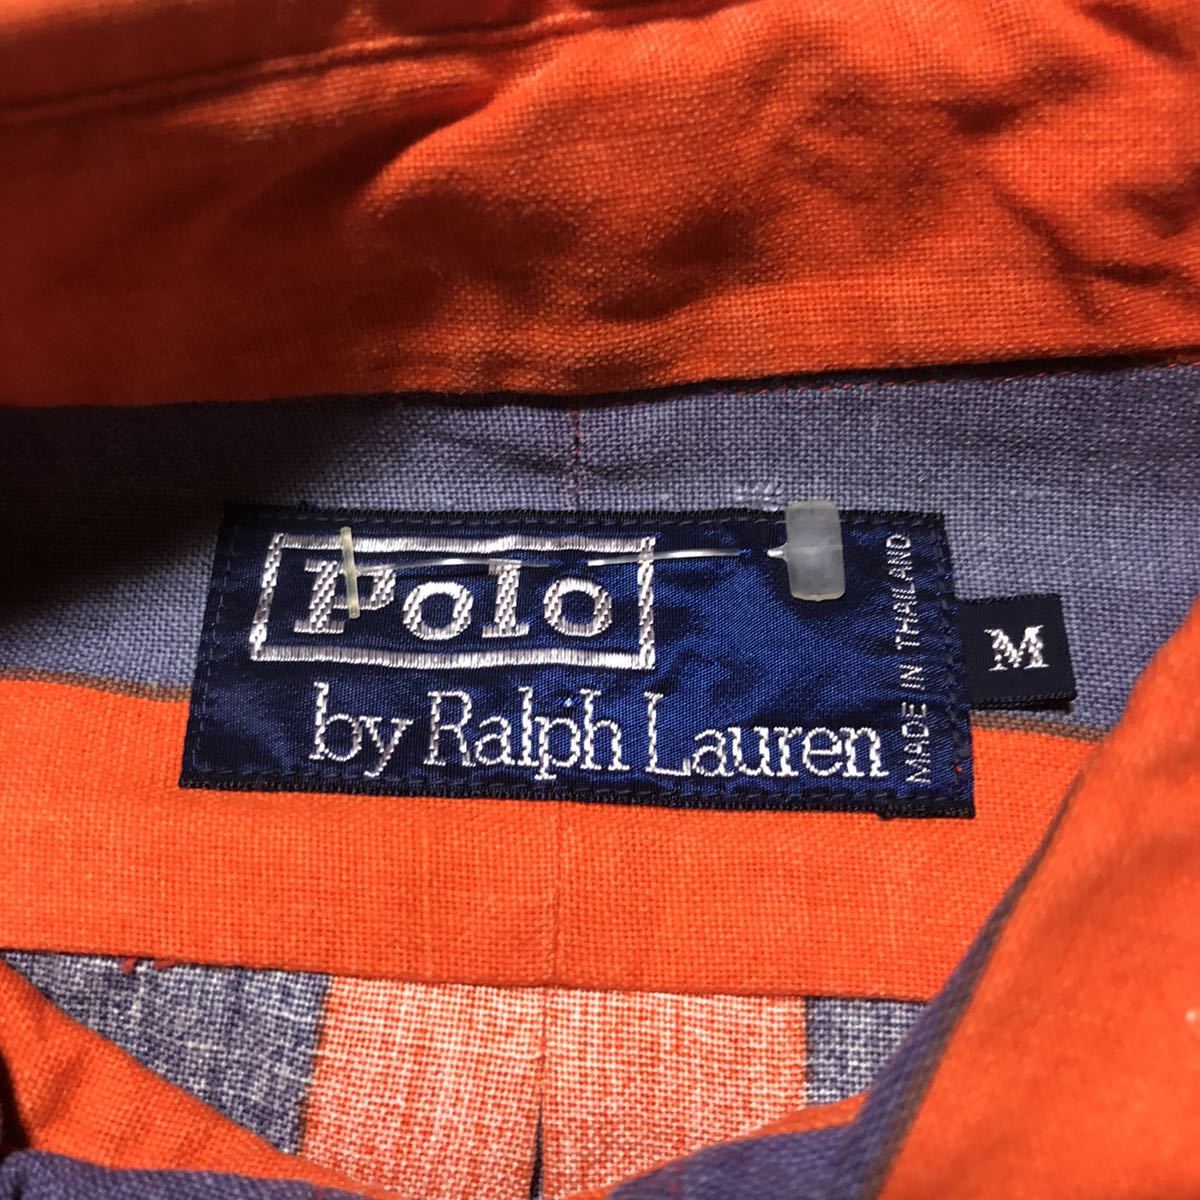 Polo
by Ralph Lauren
MADE IN THAILAND
M